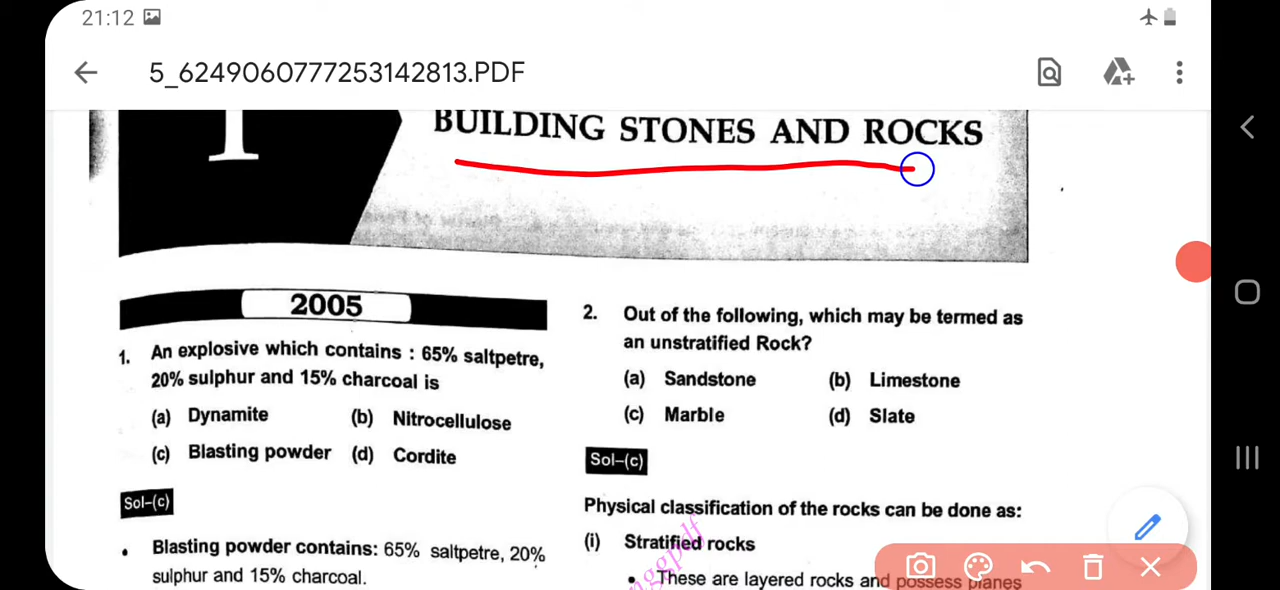 21:12
5_6249060777253142813.PDF
1
BUILDING STONES AND ROCKS
2005
1. An explosive which contains : 65% saltpetre,
20% sulphur and 15% charcoal is
(a) Dynamite (b) Nitrocellulose
(c) Blasting powder (d) Cordite
Sol–(c)
• Blasting powder contains: 65% saltpetre, 20%
sulphur and 15% charcoal.
2. Out of the following, which may be termed as
an unstratified Rock?
(a) Sandstone (b) Limestone
(c) Marble (d) Slate
Sol–(c)
Physical classification of the rocks can be done as:
(i) Stratified rocks
• These are layered rocks and possess planes